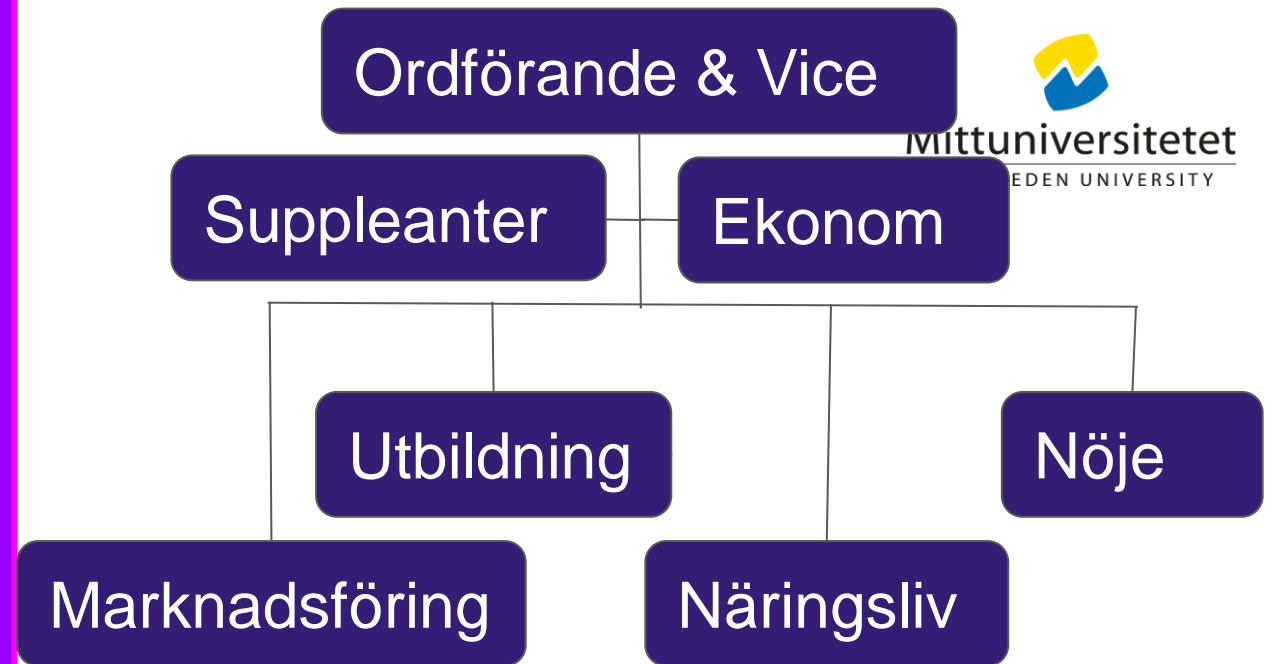 Ordförande & Vice
Mittuniversitetet
EDEN UNIVERSITY
Suppleanter
Ekonom
Utbildning
Nöje
Marknadsföring
Näringsliv